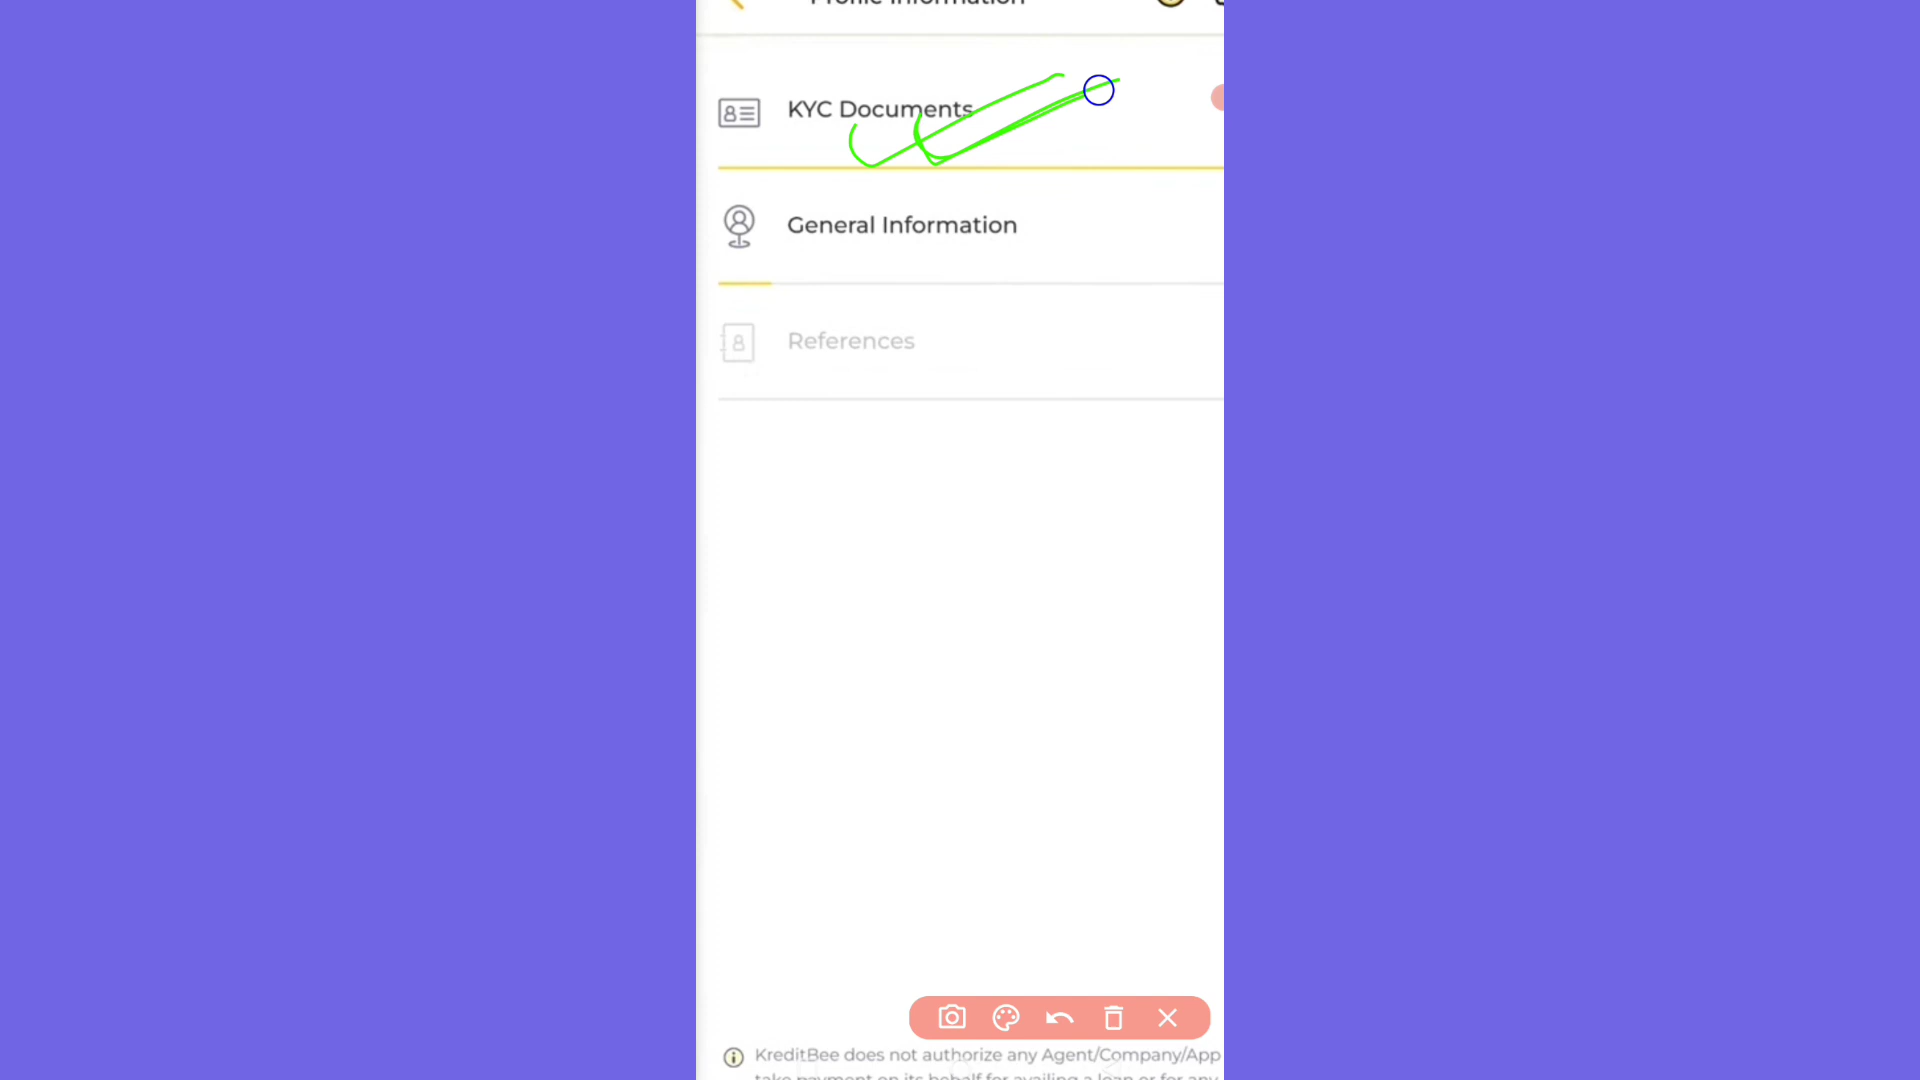 Profile Information
KYC Documents
General Information
References
KreditBee does not authorize any Agent/Company/App
take payment on its behalf for availing a loan or for any